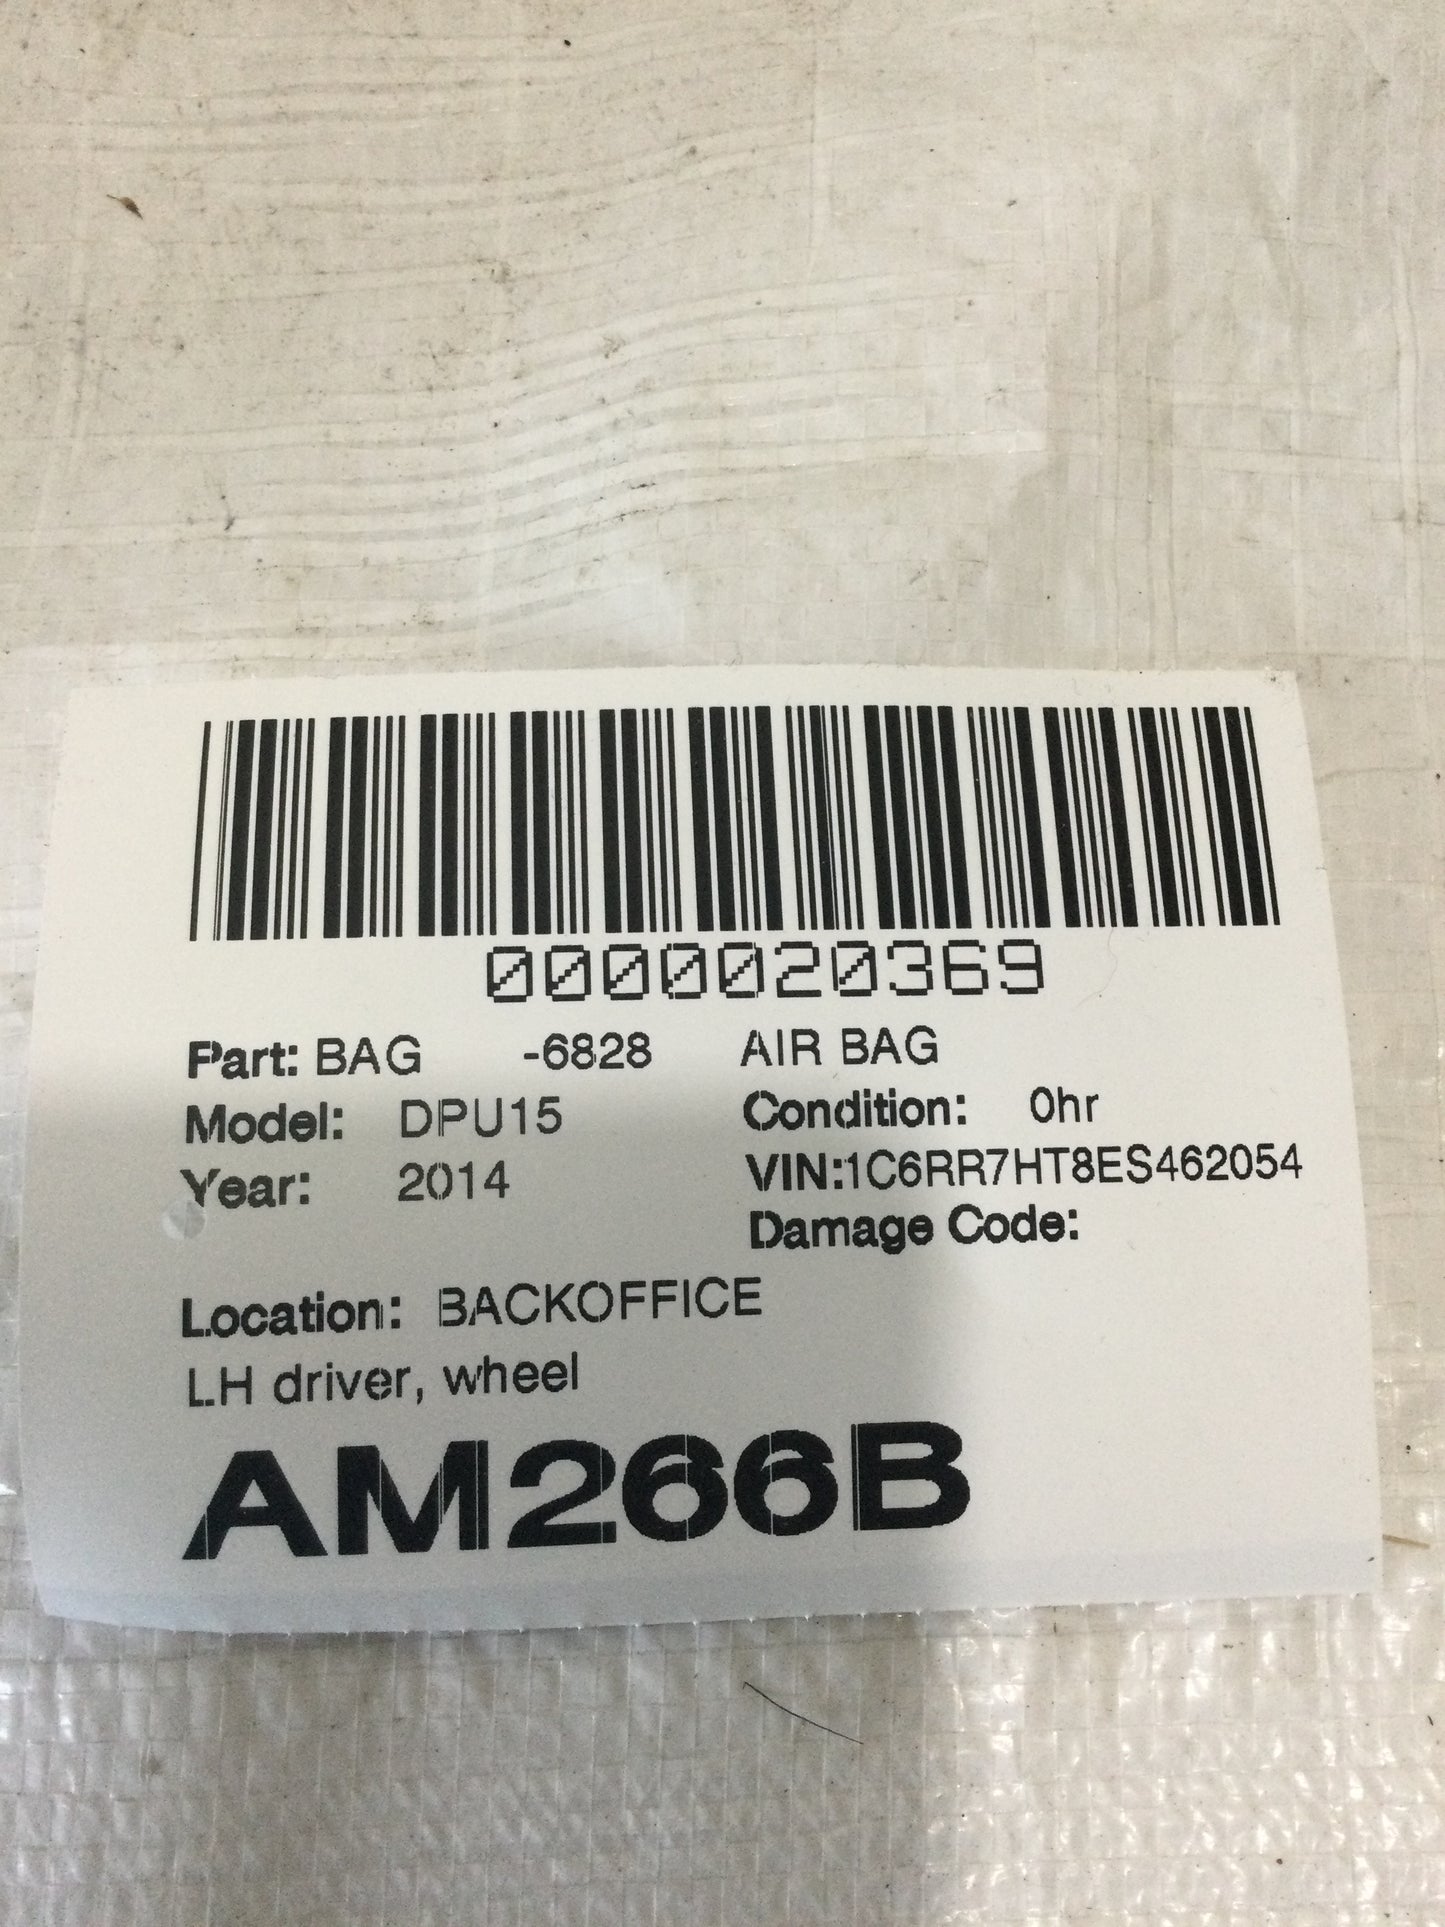 0000020369
Part: BAG -6828 AIR BAG
Model: DPU15 Condition: 0hr
Year: 2014 VIN:1C6RR7HT8ES462054
Damage Code:
Location: BACKOFFICE
LH driver, wheel
AM266B